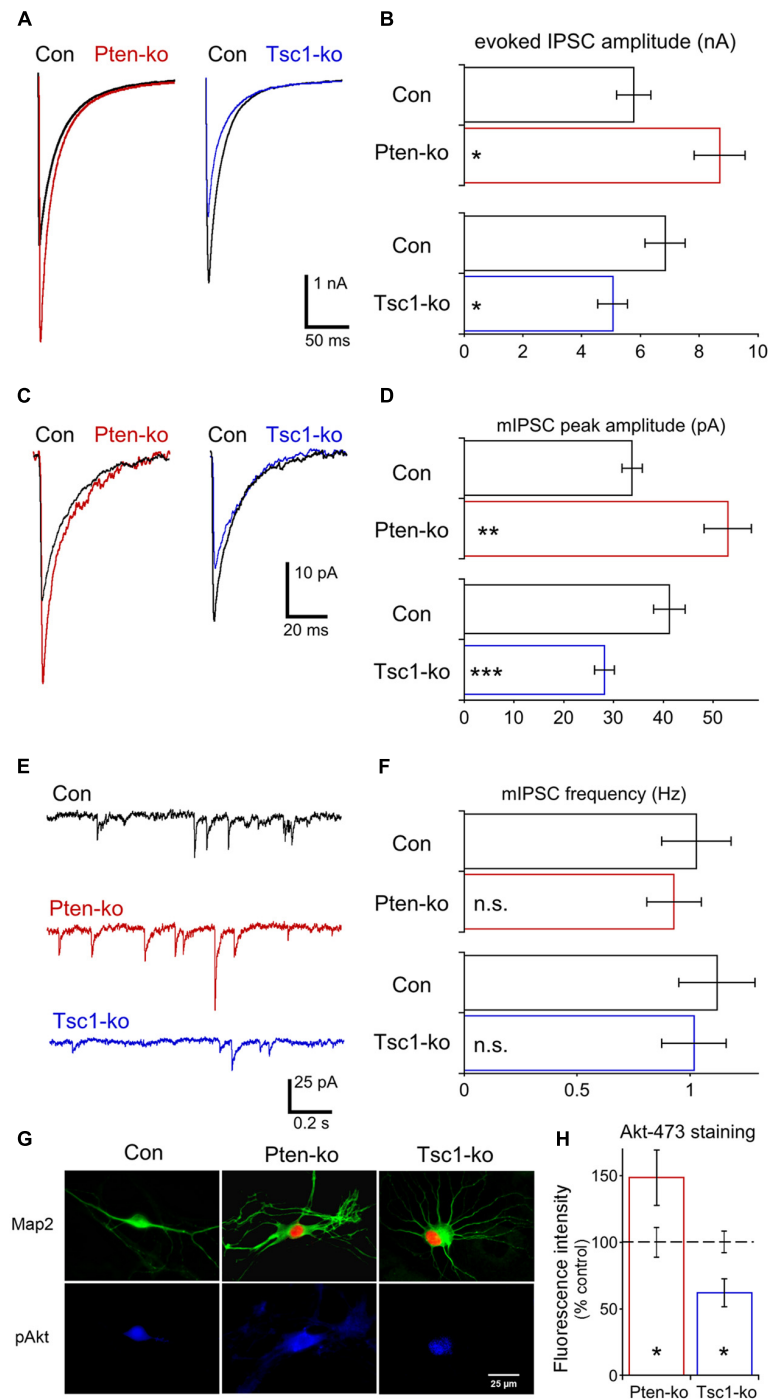 A
Con Pten-ko
Con Tsc1-ko
1 nA
50 ms
B
evoked IPSC amplitude (nA)
Con
Pten-ko
*
Con
Tsc1-ko
*
0 2 4 6 8 10
C
Con Pten-ko
Con Tsc1-ko
10 pA
20 ms
D
mIPSC peak amplitude (pA)
Con
Pten-ko
**
Con
Tsc1-ko
***
0 10 20 30 40 50
E
Con
Pten-ko
Tsc1-ko
25 pA
0.2 s
F
mIPSC frequency (Hz)
Con
Pten-ko
n.s.
Con
Tsc1-ko
n.s.
0 0.5 1
G
Con Pten-ko Tsc1-ko
Map2
pAkt
25 µm
H
Akt-473 staining
Fluorescence intensity
(% control)
150
100
50
0
* *
Pten-ko Tsc1-ko